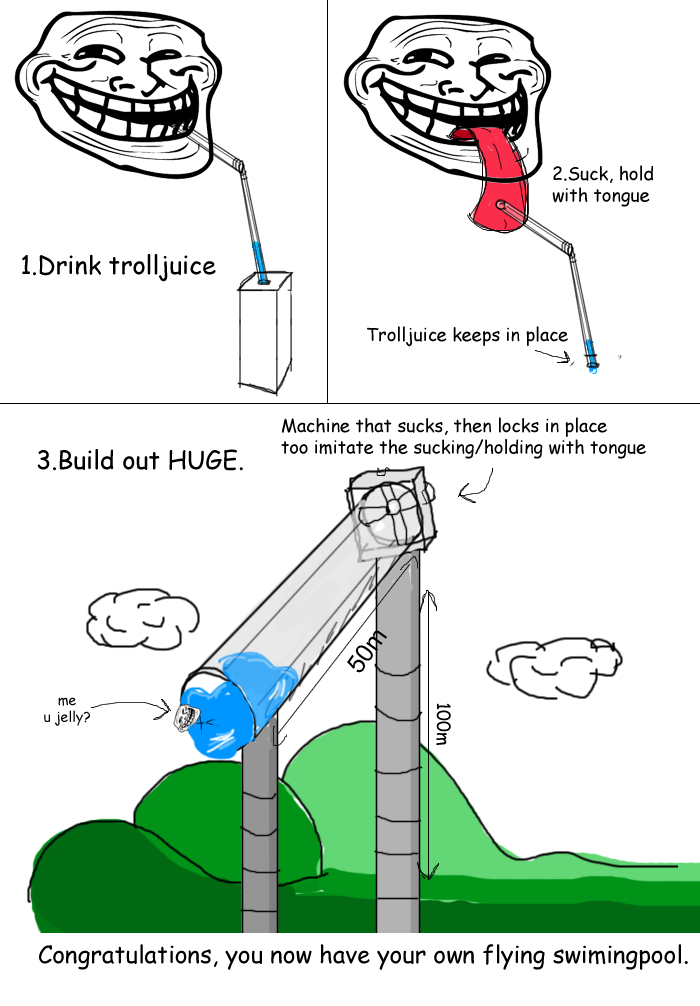 1.Drink trolljuice
2.Suck, hold
with tongue
Trolljuice keeps in place
3.Build out HUGE.
Machine that sucks, then locks in place
too imitate the sucking/holding with tongue
50m
100m
me
u jelly?
Congratulations, you now have your own flying swimingpool.